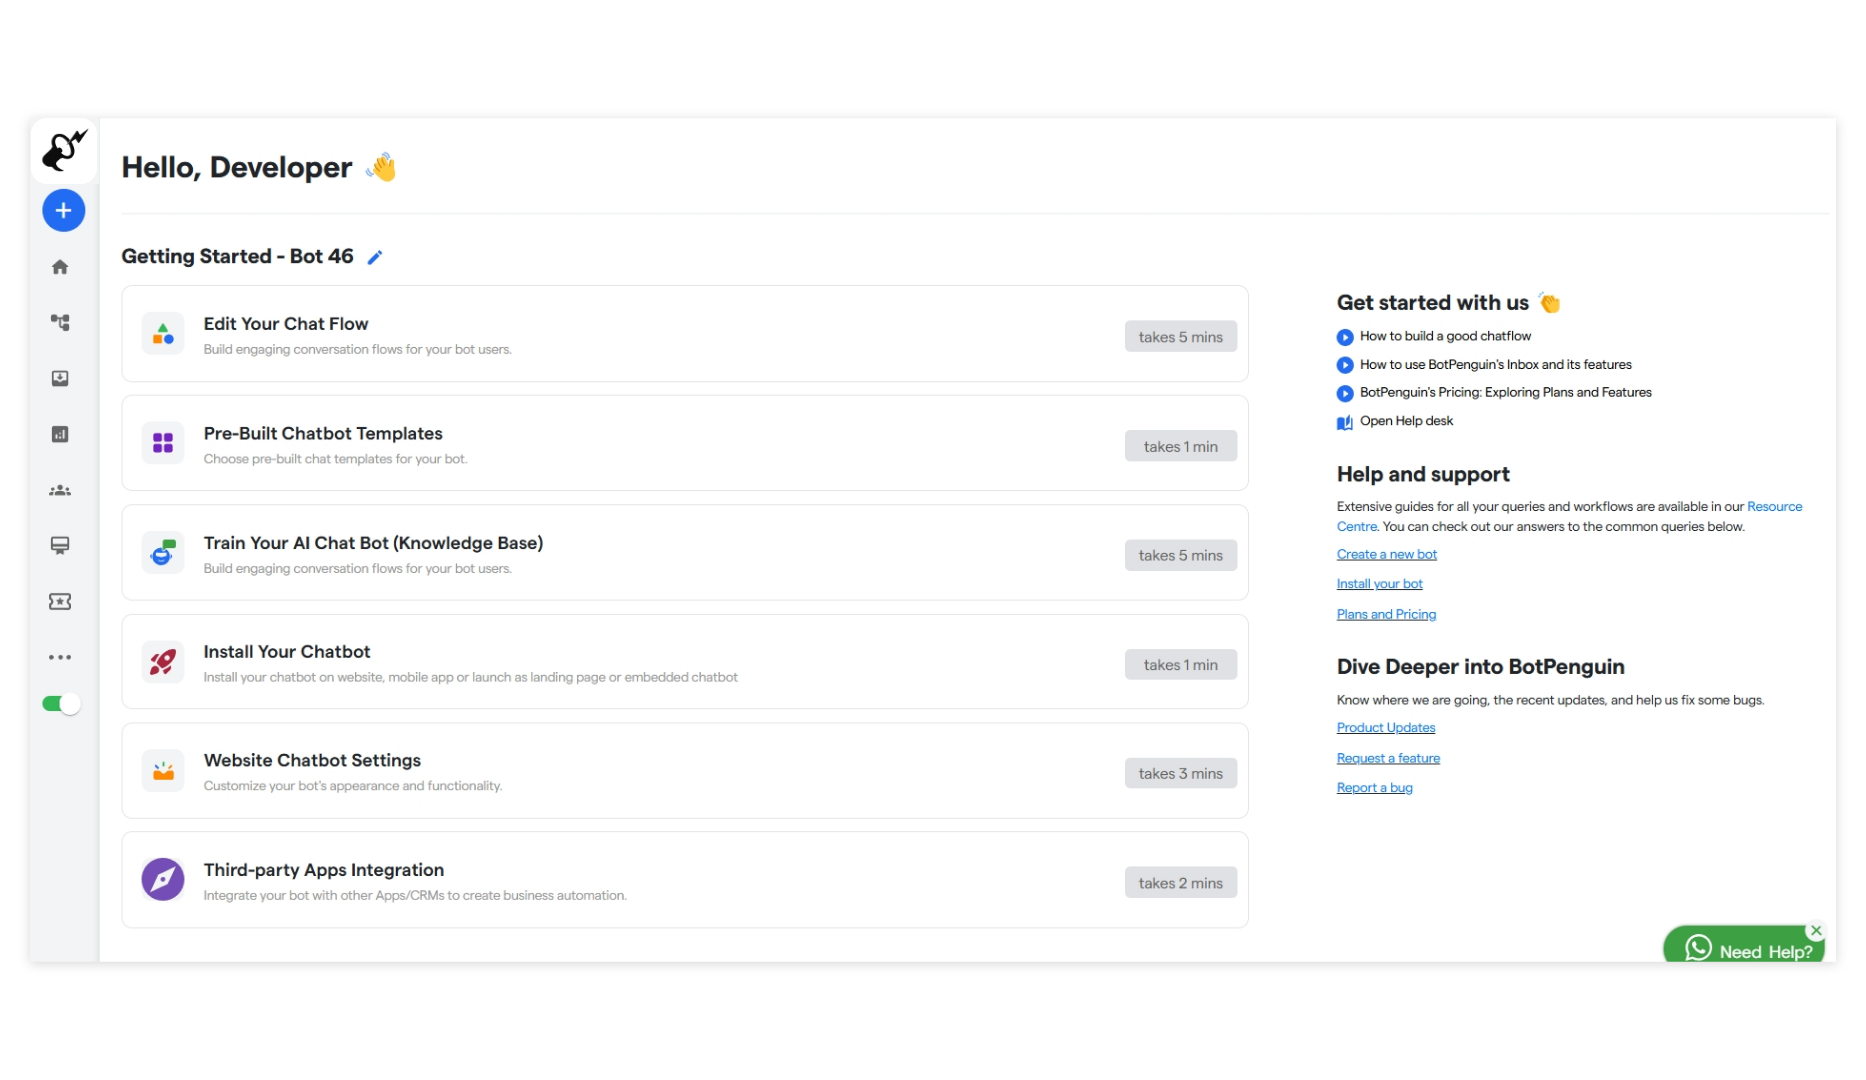 Hello, Developer
Getting Started - Bot 46
Edit Your Chat Flow
Build engaging conversation flows for your bot users.
takes 5 mins
Pre-Built Chatbot Templates
Choose pre-built chat templates for your bot.
takes 1 min
Train Your AI Chat Bot (Knowledge Base)
Build engaging conversation flows for your bot users.
takes 5 mins
Install Your Chatbot
Install your chatbot on website, mobile app or launch as landing page or embedded chatbot
takes 1 min
Website Chatbot Settings
Customize your bot's appearance and functionality.
takes 3 mins
Third-party Apps Integration
Integrate your bot with other Apps/CRMs to create business automation.
takes 2 mins
Get started with us
How to build a good chatflow
How to use BotPenguin's Inbox and its features
BotPenguin's Pricing: Exploring Plans and Features
Open Help desk
Help and support
Extensive guides for all your queries and workflows are available in our Resource
Centre. You can check out our answers to the common queries below.
Create a new bot
Install your bot
Plans and Pricing
Dive Deeper into BotPenguin
Know where we are going, the recent updates, and help us fix some bugs.
Product Updates
Request a feature
Report a bug
Need Help?